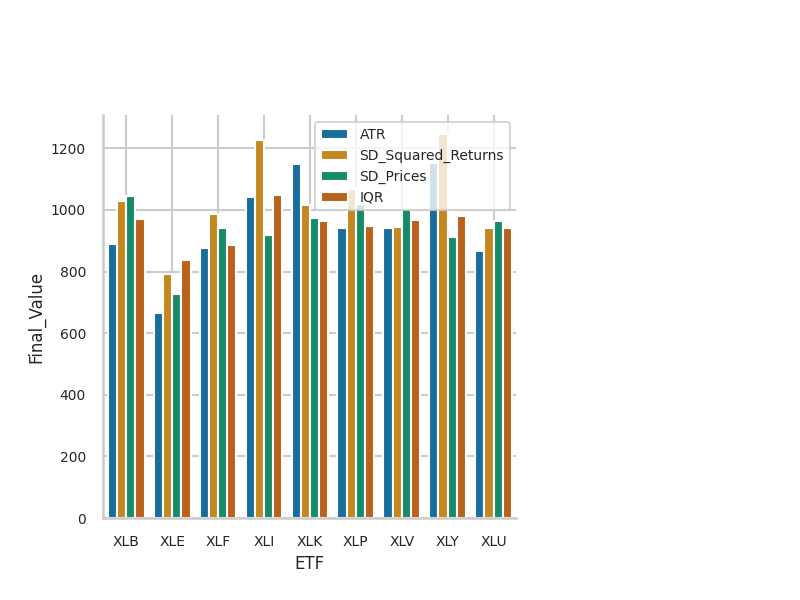 ATR
SD_Squared_Returns
SD_Prices
IQR
1200
1000
800
600
400
200
0
Final_Value
XLB XLE XLF XLI XLK XLP XLV XLY XLU
ETF